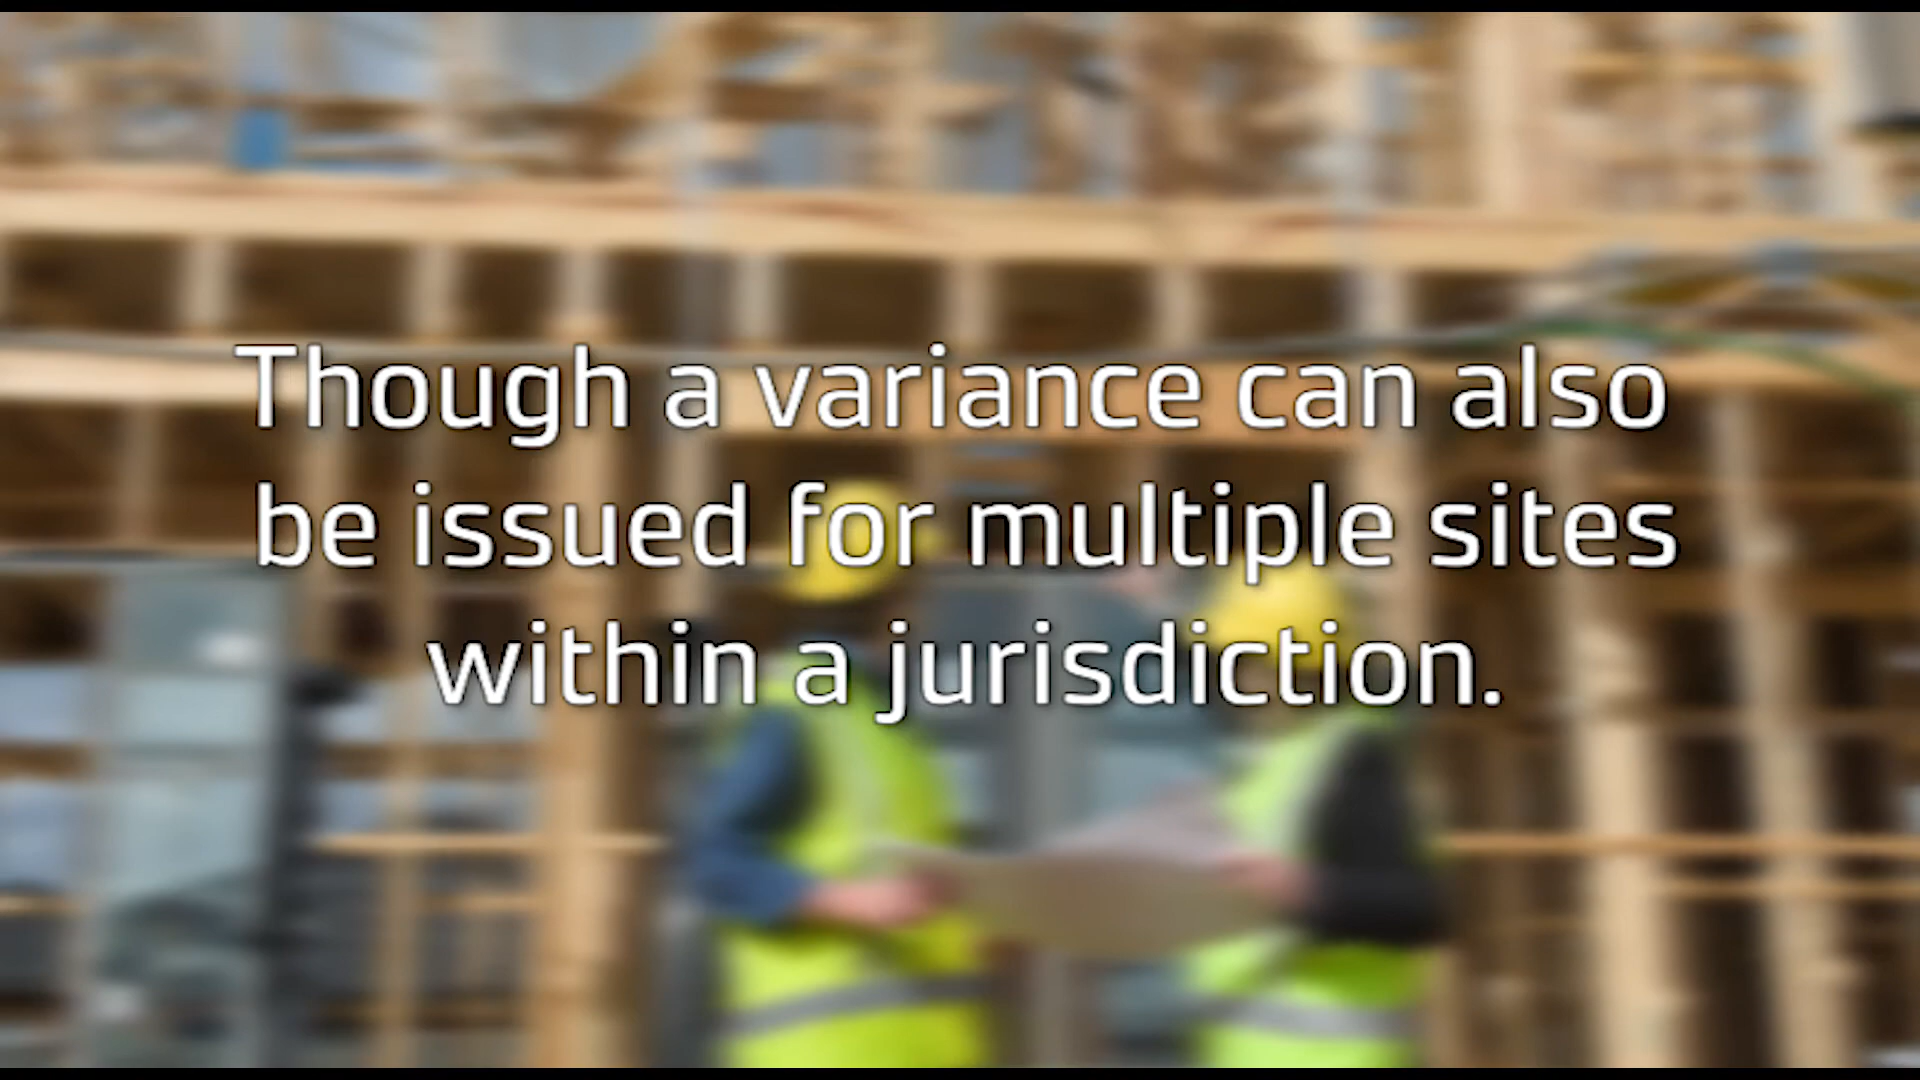 Though a variance can also
be issued for multiple sites
within a jurisdiction.